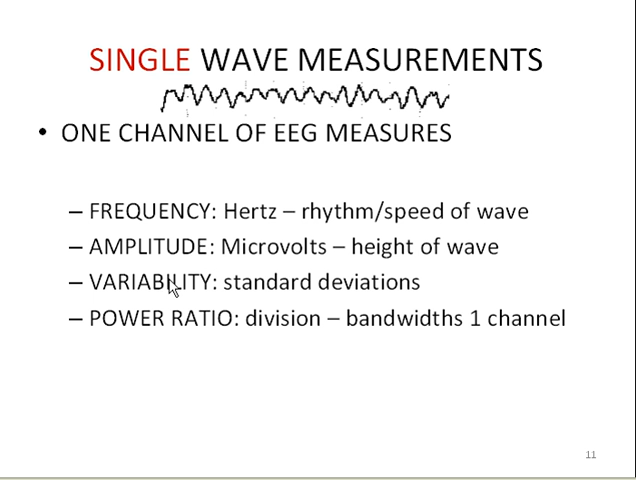 SINGLE WAVE MEASUREMENTS
• ONE CHANNEL OF EEG MEASURES
– FREQUENCY: Hertz – rhythm/speed of wave
– AMPLITUDE: Microvolts – height of wave
– VARIABILITY: standard deviations
– POWER RATIO: division – bandwidths 1 channel
11